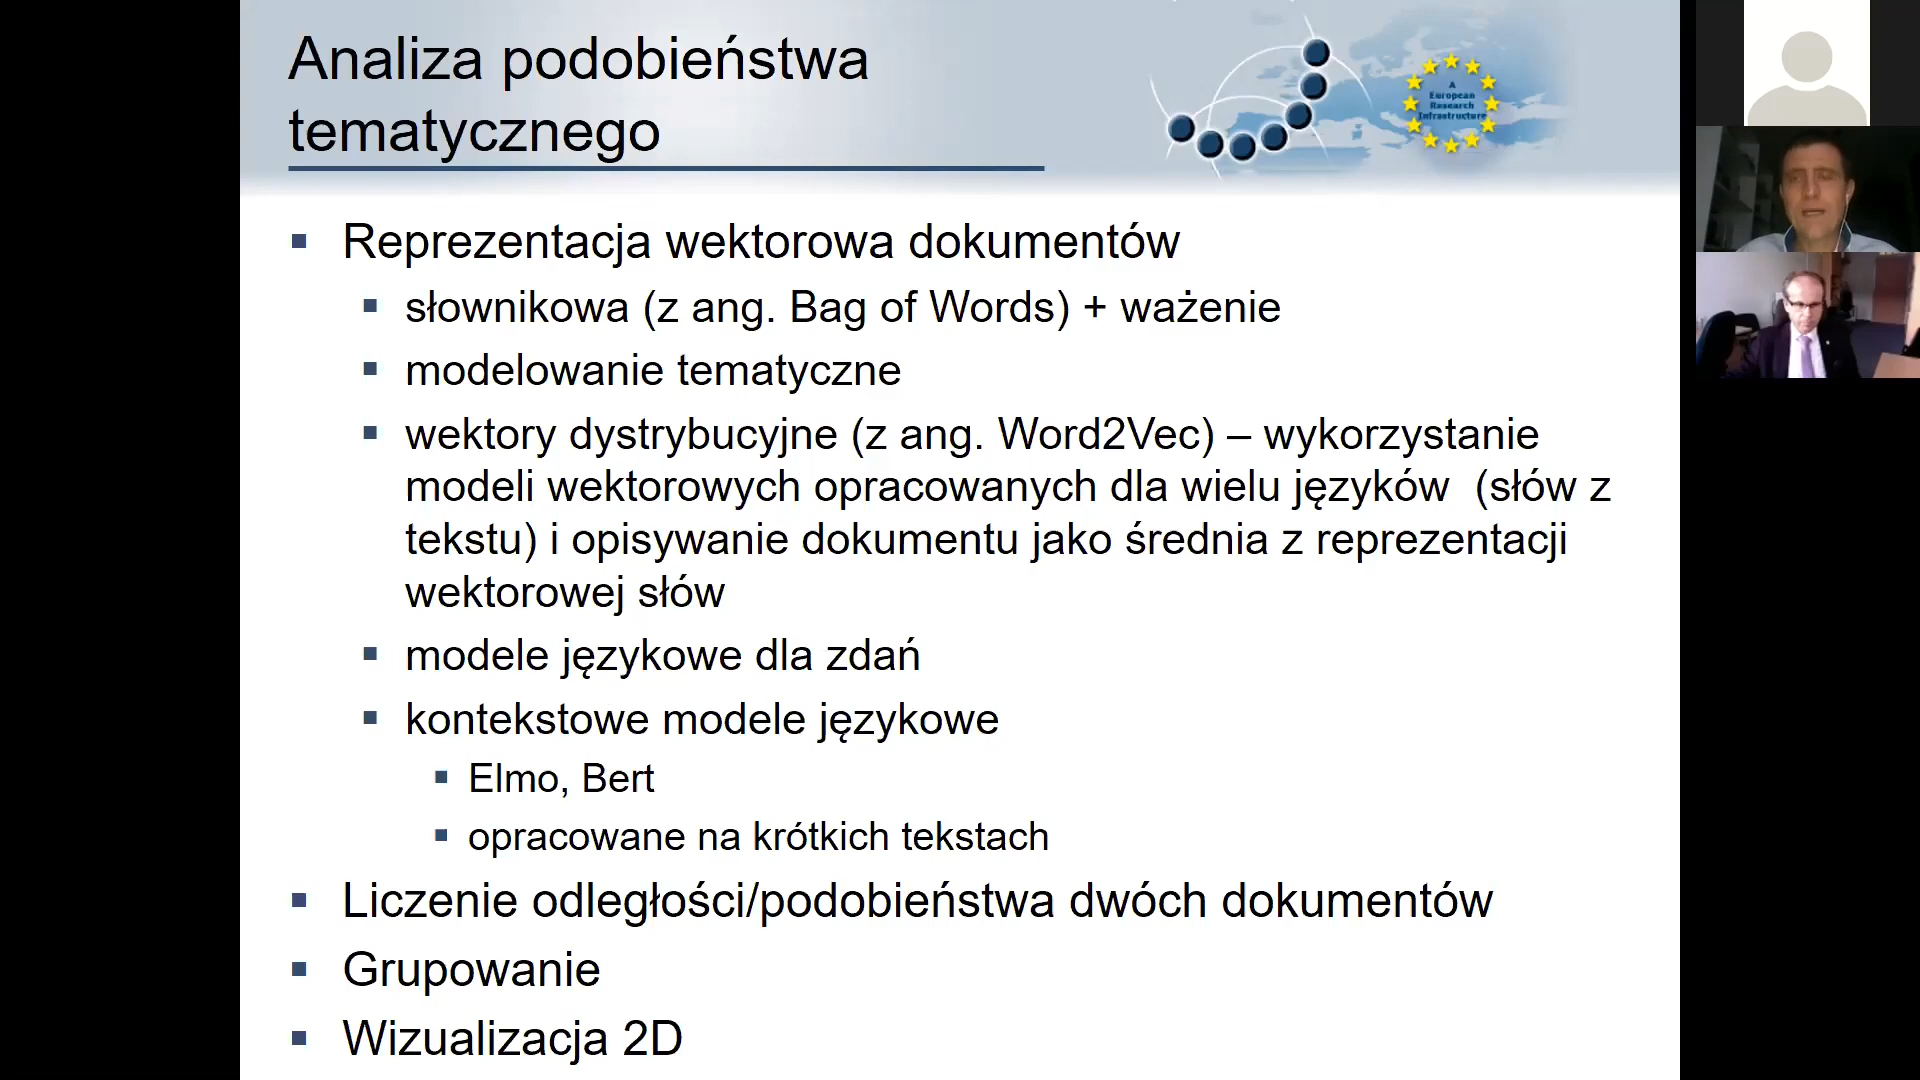 Analiza podobieństwa
tematycznego
A
European
Research
Infrastructure
Reprezentacja wektorowa dokumentów
słownikowa (z ang. Bag of Words) + ważenie
modelowanie tematyczne
wektory dystrybucyjne (z ang. Word2Vec) – wykorzystanie
modeli wektorowych opracowanych dla wielu języków (słów z
tekstu) i opisywanie dokumentu jako średnia z reprezentacji
wektorowej słów
modele językowe dla zdań
kontekstowe modele językowe
Elmo, Bert
opracowane na krótkich tekstach
Liczenie odległości/podobieństwa dwóch dokumentów
Grupowanie
Wizualizacja 2D